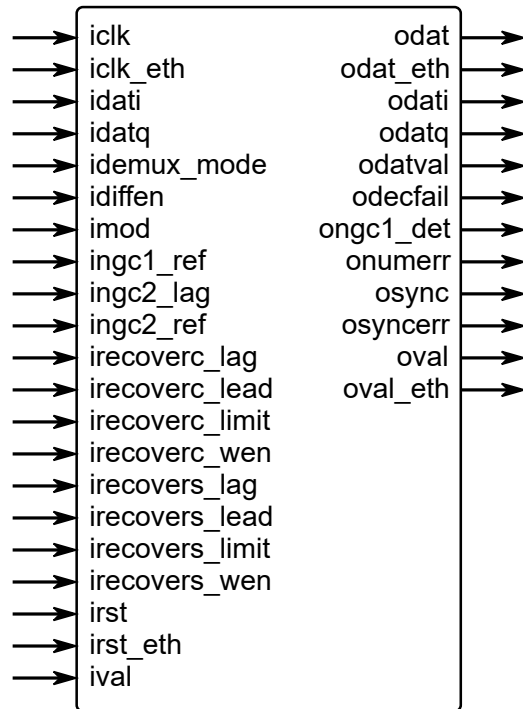 iclk odat
iclk_eth odat_eth
idati odati
idatq odatq
idemux_mode odatval
idiffen odecfail
imod ongc1_det
ingc1_ref onumerr
ingc2_lag osync
ingc2_ref osyncerr
irecoverc_lag oval
irecoverc_lead oval_eth
irecoverc_limit
irecoverc_wen
irecovers_lag
irecovers_lead
irecovers_limit
irecovers_wen
irst
irst_eth
ival